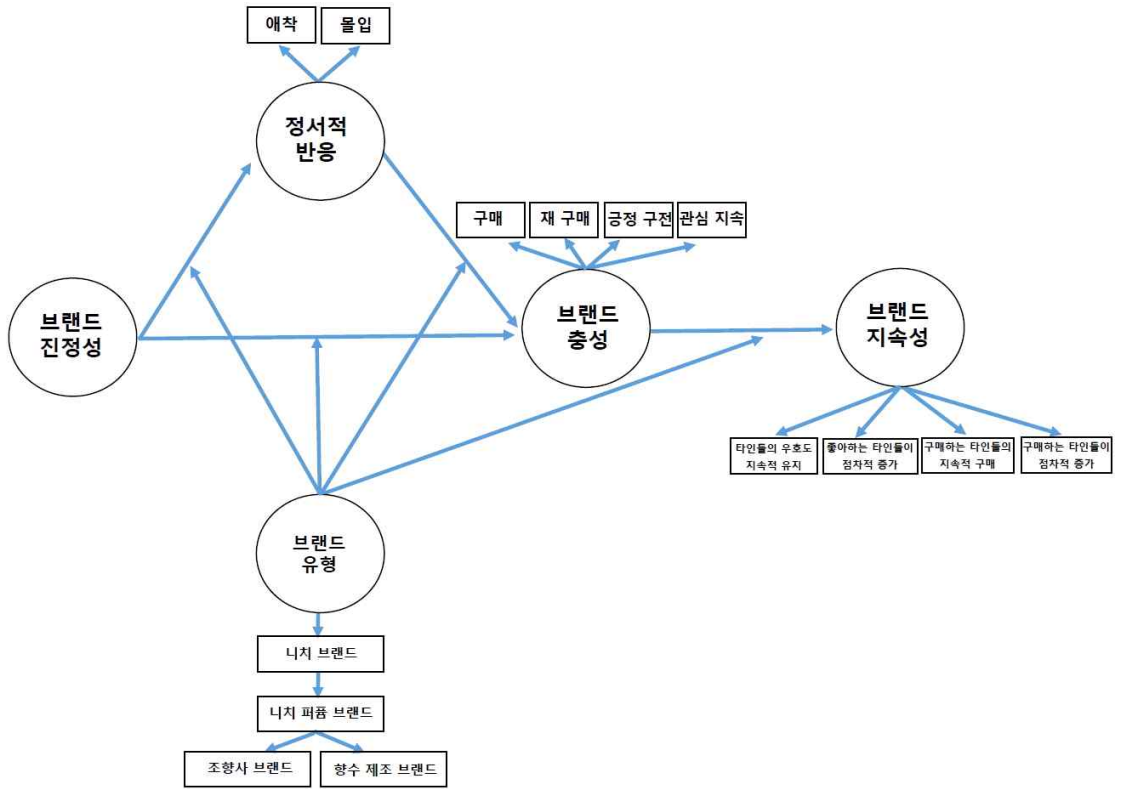 애착
몰입
정서적
반응
구매
재 구매
긍정 구전
관심 지속
브랜드
진정성
브랜드
충성
브랜드
지속성
타인들의 우호도
지속적 유지
좋아하는 타인들이
점차적 증가
구매하는 타인들의
지속적 구매
구매하는 타인들이
점차적 증가
브랜드
유형
니치 브랜드
니치 퍼퓸 브랜드
조향사 브랜드
향수 제조 브랜드